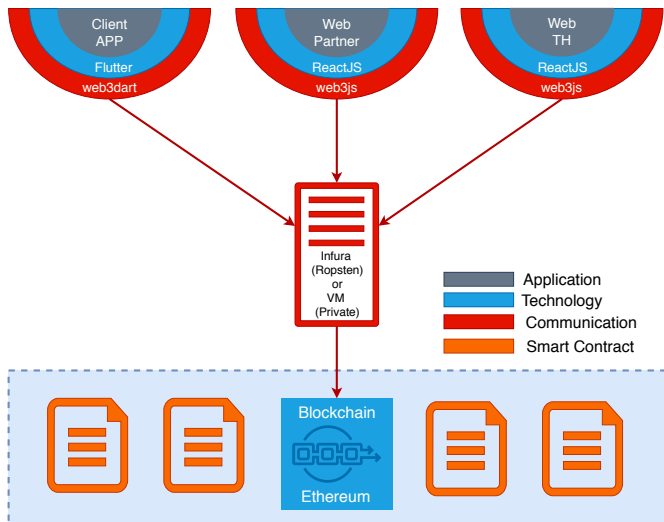 Client
APP
Flutter
web3dart
Web
Partner
ReactJS
web3js
Web
TH
ReactJS
web3js
Infura
(Ropsten)
or
VM
(Private)
Application
Technology
Communication
Smart Contract
Blockchain
Ethereum